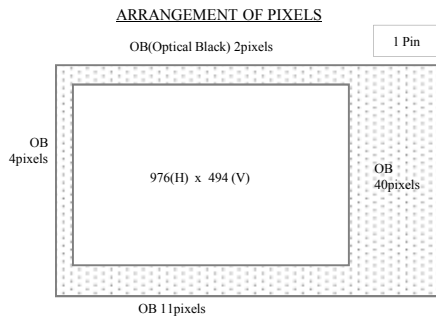 ARRANGEMENT OF PIXELS
1 Pin
OB(Optical Black) 2pixels
OB
4pixels
976(H) x 494 (V)
OB
40pixels
OB 11pixels